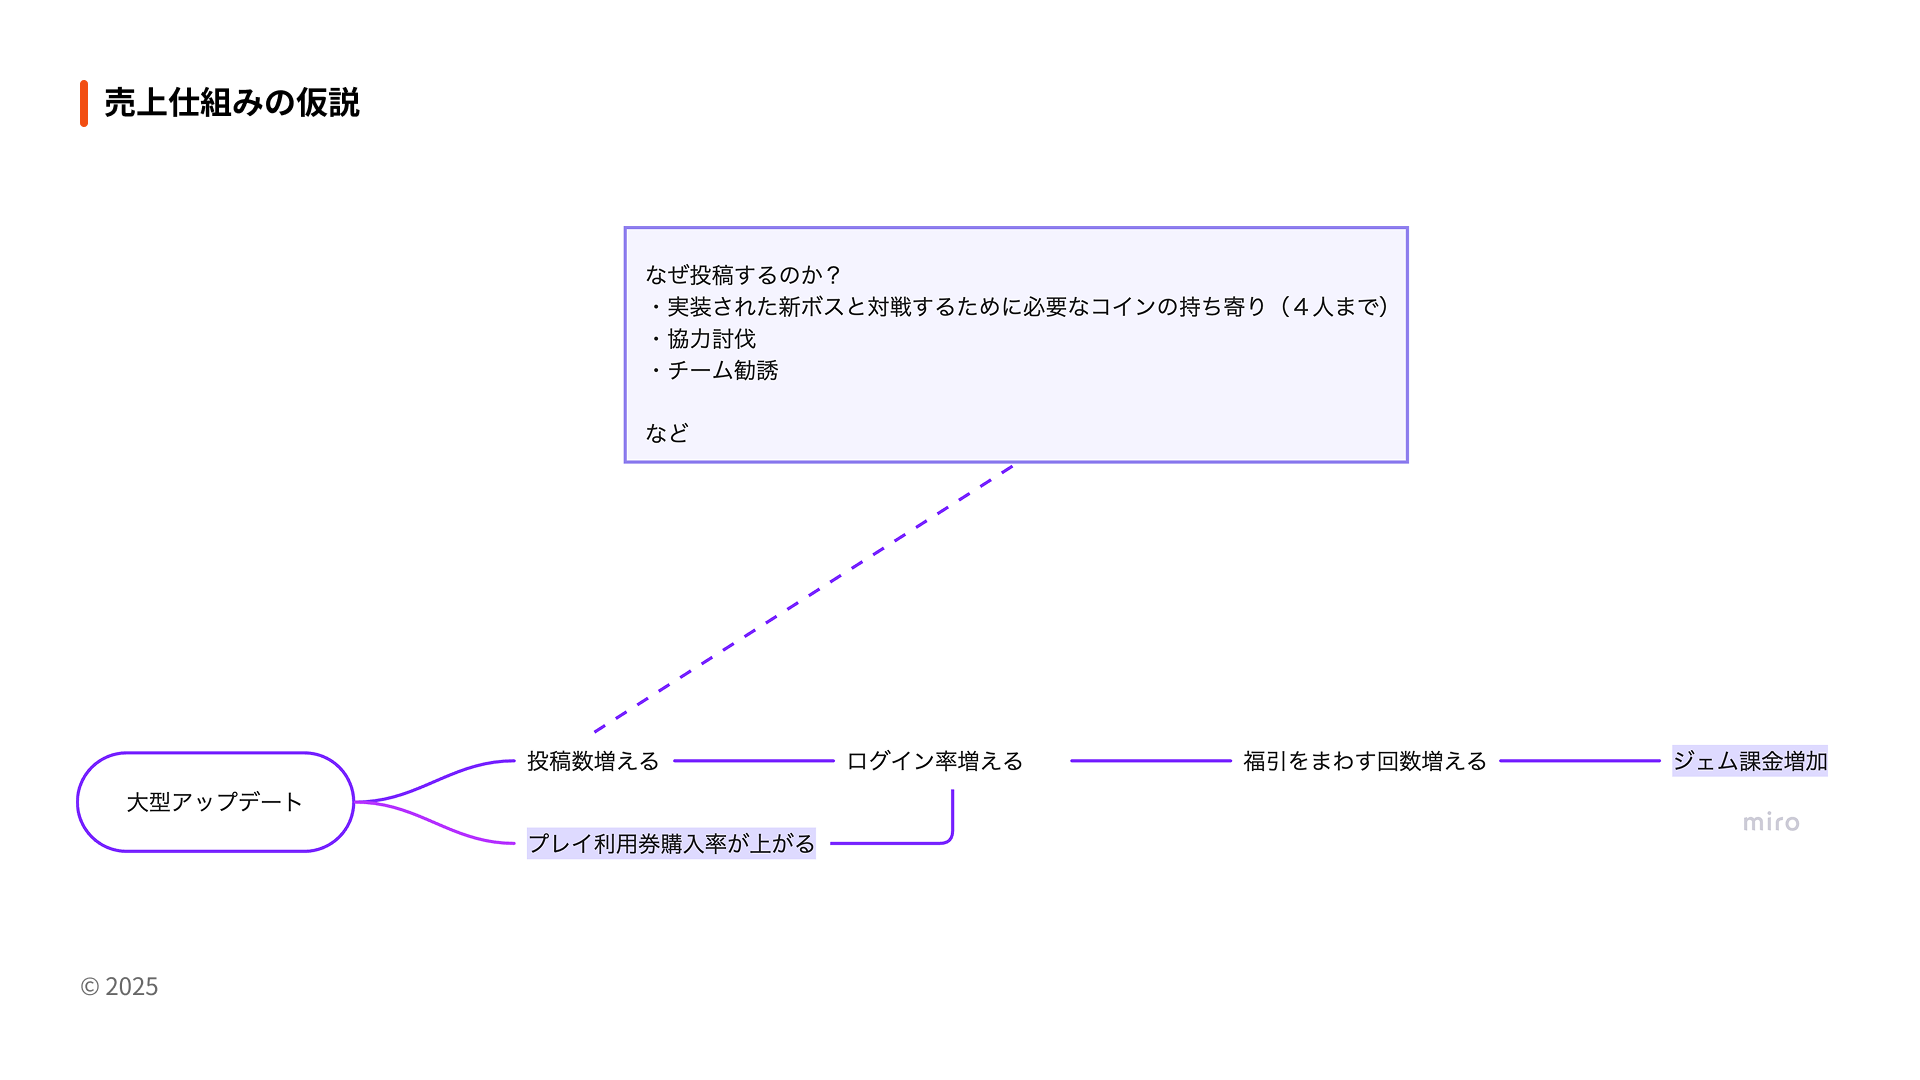 売上仕組みの仮説
なぜ投稿するのか？
・実装された新ボスと対戦するために必要なコインの持ち寄り（４人まで）
・協力討伐
・チーム勧誘
など
大型アップデート
投稿数増える
ログイン率増える
福引をまわす回数増える
ジェム課金増加
プレイ利用券購入率が上がる
miro
© 2025